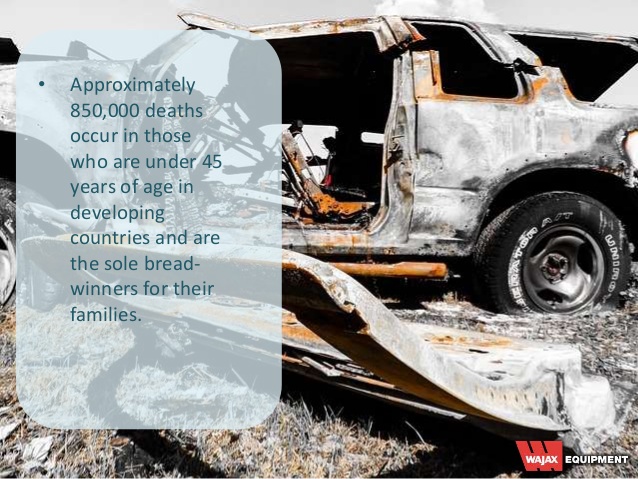 • Approximately
850,000 deaths
occur in those
who are under 45
years of age in
developing
countries and are
the sole bread-
winners for their
families.
WAJAX EQUIPMENT